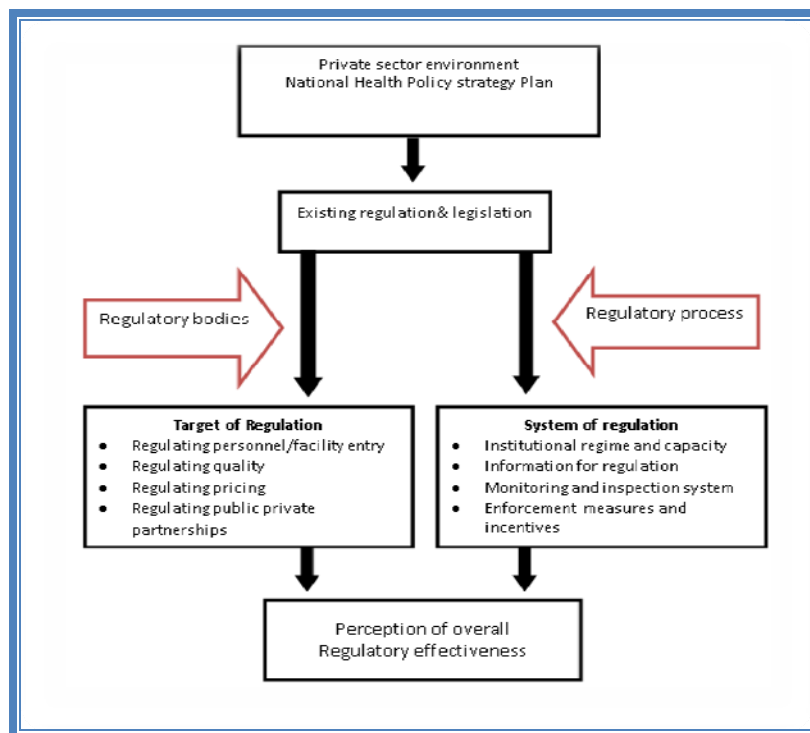 Private sector environment
National Health Policy strategy Plan
Existing regulation& legislation
Regulatory bodies
Regulatory process
Target of Regulation
• Regulating personnel/facility entry
• Regulating quality
• Regulating pricing
• Regulating public private
partnerships
System of regulation
• Institutional regime and capacity
• Information for regulation
• Monitoring and inspection system
• Enforcement measures and
incentives
Perception of overall
Regulatory effectiveness